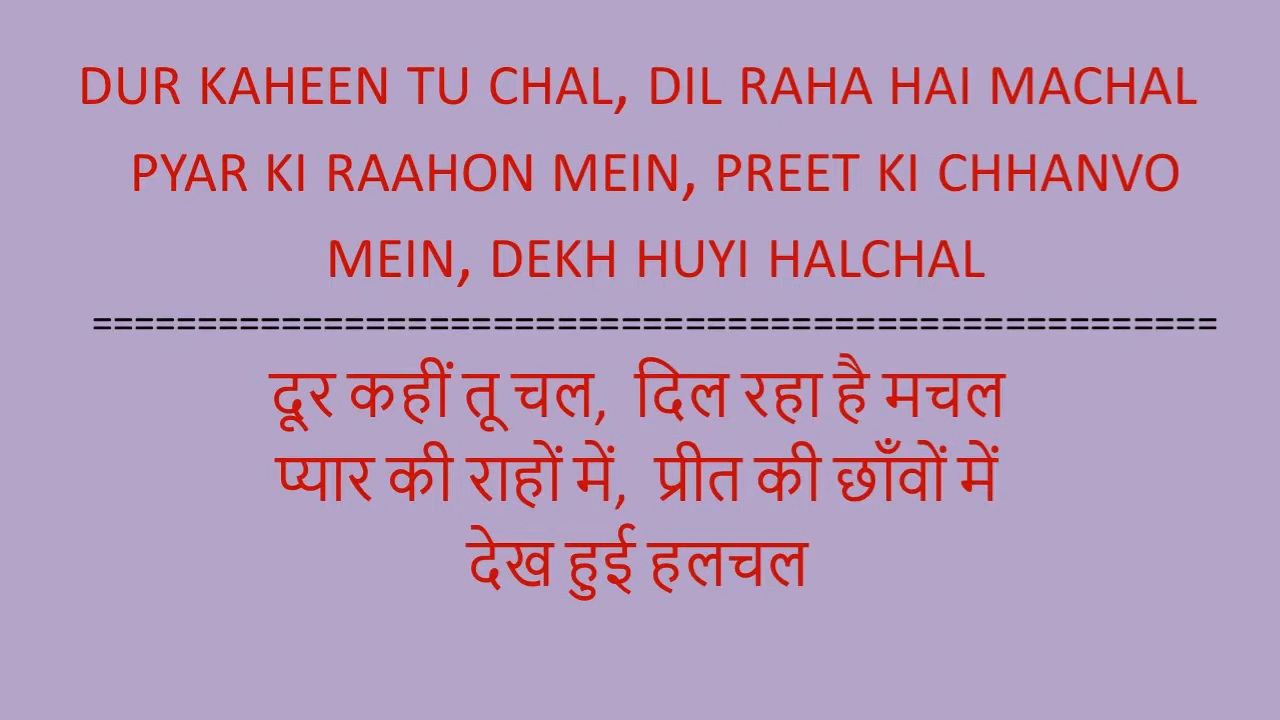 DUR KAHEEN TU CHAL, DIL RAHA HAI MACHAL
PYAR KI RAAHON MEIN, PREET KI CHHANVO
MEIN, DEKH HUYI HALCHAL
=====================================================
दूर कहीं तू चल, दिल रहा है मचल
प्यार की राहों में, प्रीत की छाँवों में
देख हुई हलचल